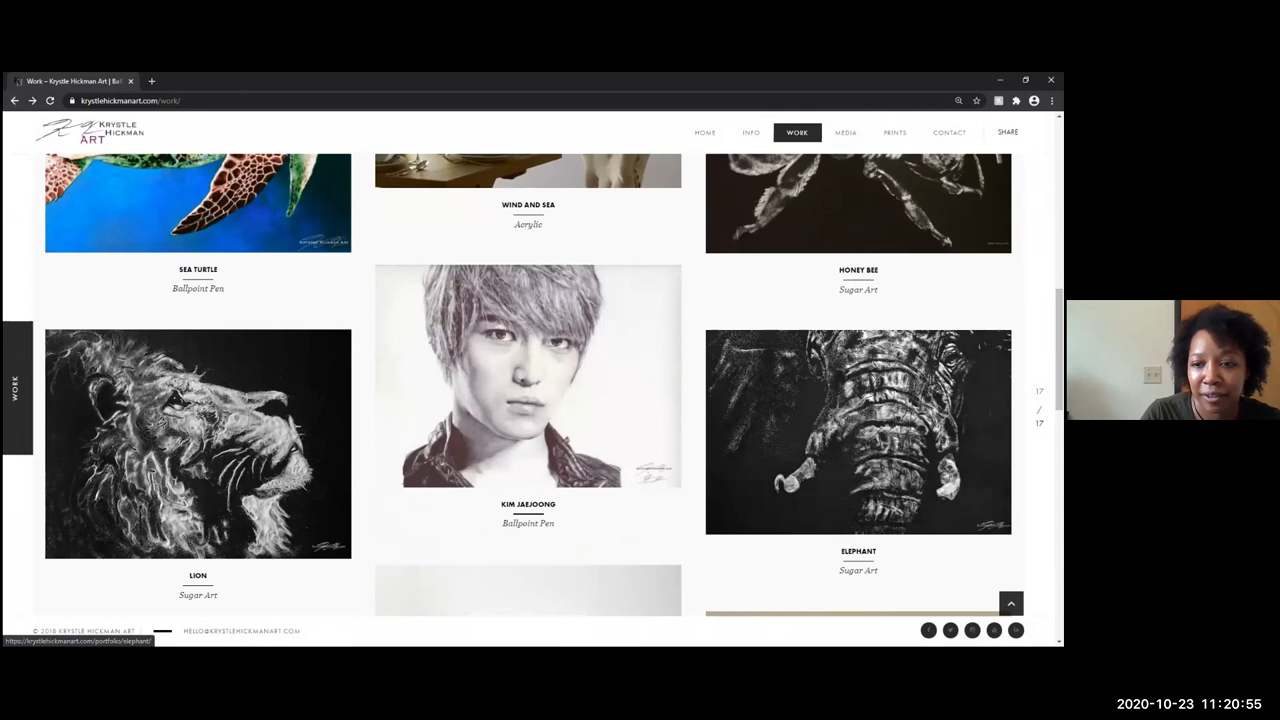 Work – Krystle Hickman Art | Bal
krystlehickmanart.com/work/
KRYSTLE
HICKMAN
ART
HOME
INFO
WORK
MEDIA
PRINTS
CONTACT
SHARE
WIND AND SEA
Acrylic
SEA TURTLE
Ballpoint Pen
HONEY BEE
Sugar Art
WORK
17
/
17
KIM JAEJOONG
Ballpoint Pen
ELEPHANT
Sugar Art
LION
Sugar Art
© 2018 KRYSTLE HICKMAN ART
HELLO@KRYSTLEHICKMANART.COM
https://krystlehickmanart.com/portfolio/elephant/
2020-10-23 11:20:55